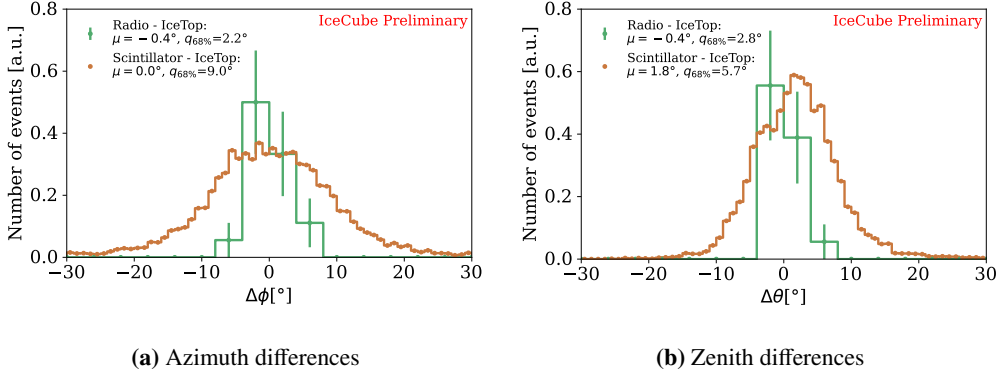 IceCube Preliminary
Radio - IceTop:
μ = −0.4°, q68%=2.2°
Scintillator - IceTop:
μ = 0.0°, q68%=9.0°
Number of events [a.u.]
0.8
0.6
0.4
0.2
0.0
−30 −20 −10 0 10 20 30
Δϕ[°]
(a) Azimuth differences
IceCube Preliminary
Radio - IceTop:
μ = −0.4°, q68%=2.8°
Scintillator - IceTop:
μ = 1.8°, q68%=5.7°
Number of events [a.u.]
0.8
0.6
0.4
0.2
0.0
−30 −20 −10 0 10 20 30
Δθ[°]
(b) Zenith differences